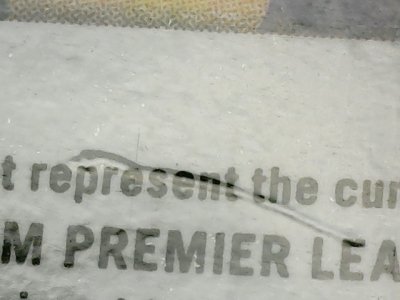 t represent the cur
M PREMIER LEA